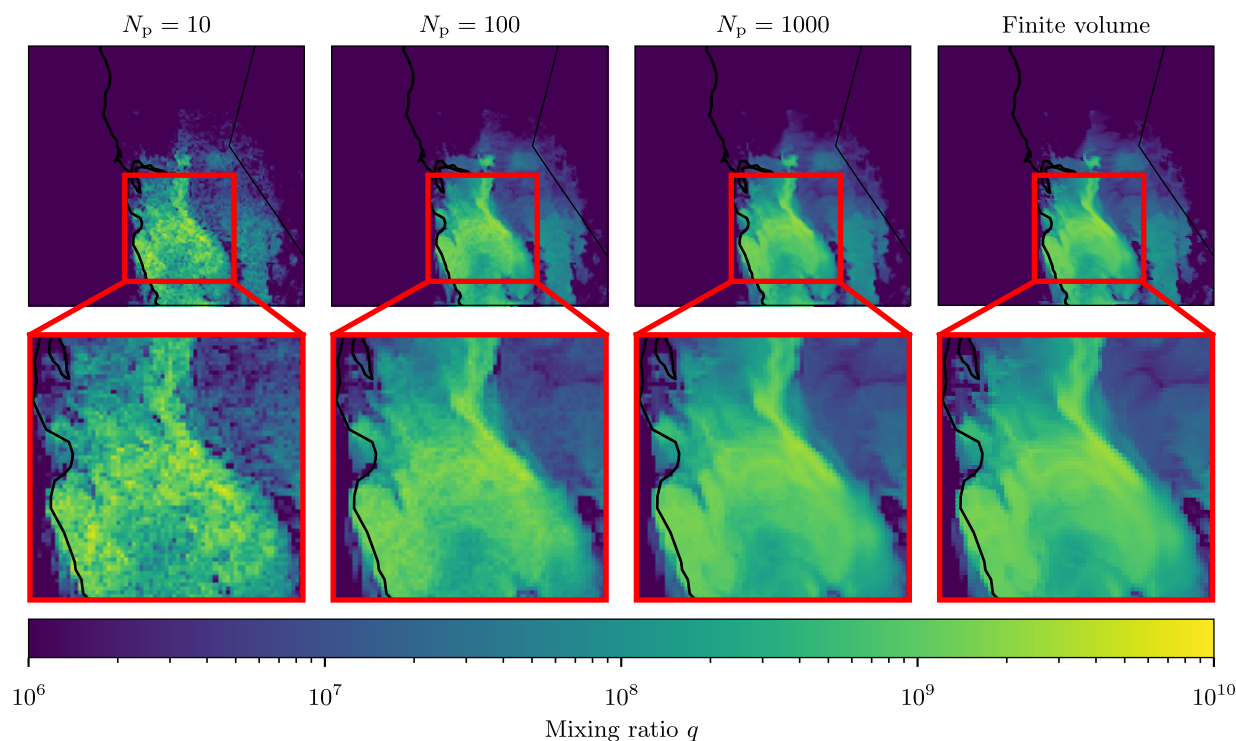 N_p = 10 N_p = 100 N_p = 1000 Finite volume
10^6 10^7 10^8 10^9 10^10
Mixing ratio q